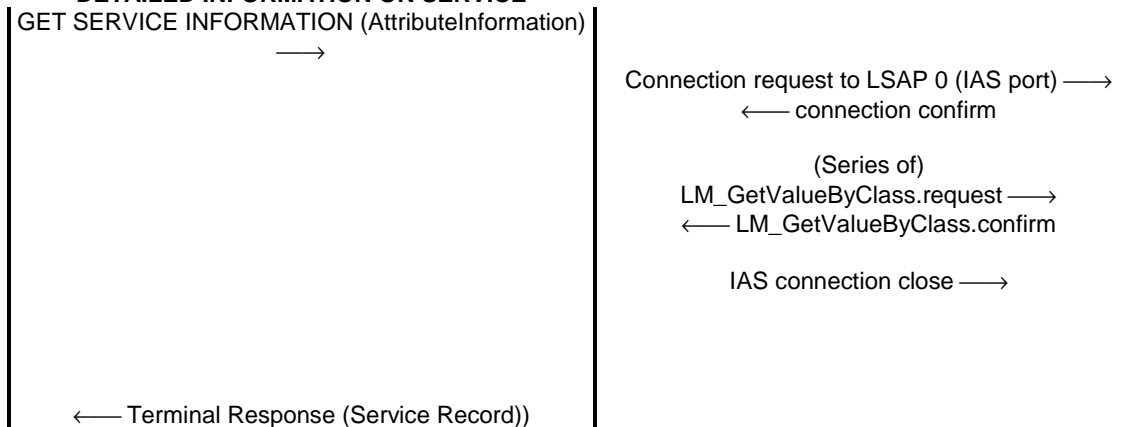 DETAILED INFORMATION ON SERVICE
GET SERVICE INFORMATION (AttributeInformation)
⟶
Connection request to LSAP 0 (IAS port) ⟶
⟵ connection confirm
(Series of)
LM_GetValueByClass.request ⟶
⟵ LM_GetValueByClass.confirm
IAS connection close ⟶
⟵ Terminal Response (Service Record))